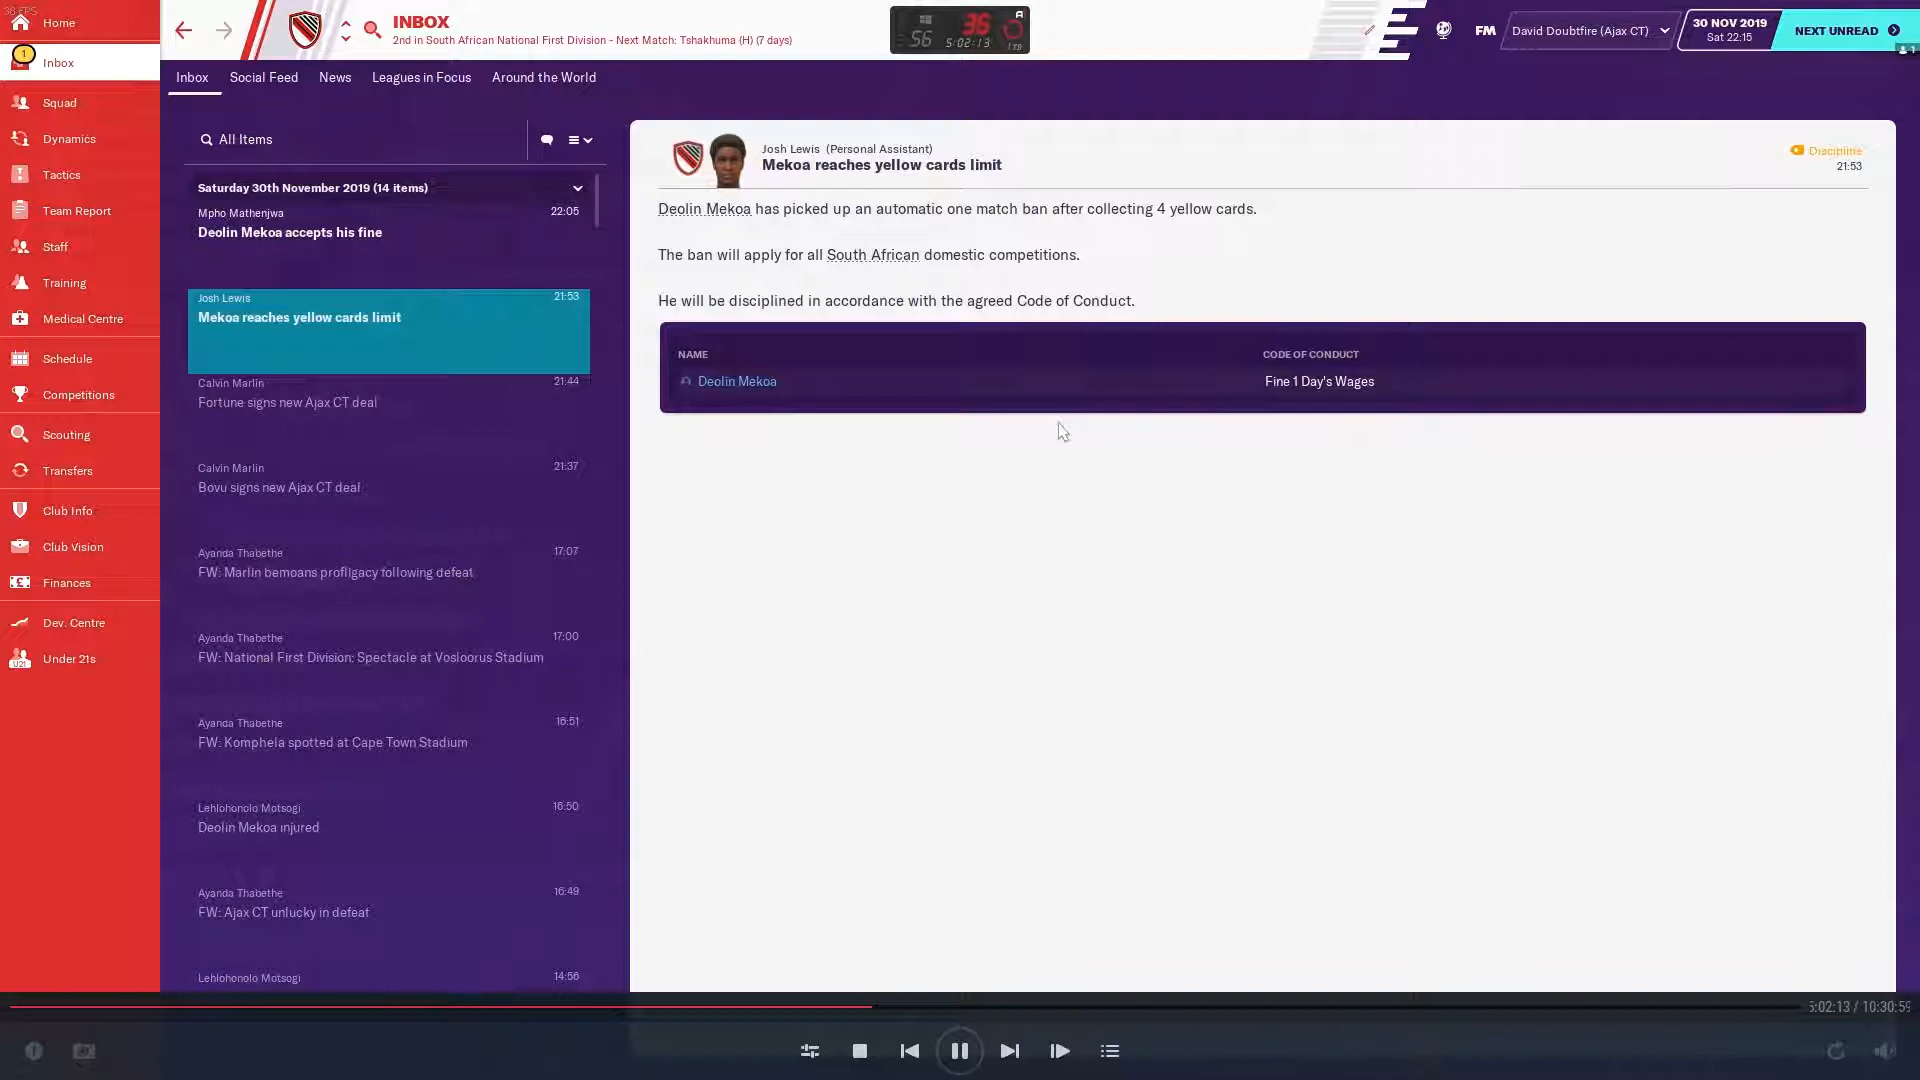 36 FPS
Home
1
Inbox
Squad
Dynamics
Tactics
Team Report
Staff
Training
Medical Centre
Schedule
Competitions
Scouting
Transfers
Club Info
Club Vision
Finances
Dev. Centre
U21
Under 21s
INBOX
2nd in South African National First Division - Next Match: Tshakhuma (H) (7 days)
36
56
5:02:13
A
FM
David Doubtfire (Ajax CT)
30 NOV 2019
Sat 22:15
NEXT UNREAD
1
Inbox
Social Feed
News
Leagues in Focus
Around the World
All Items
Saturday 30th November 2019 (14 items)
Mpho Mathenjwa 22:05
Deolin Mekoa accepts his fine
Josh Lewis 21:53
Mekoa reaches yellow cards limit
Calvin Marlin 21:44
Fortune signs new Ajax CT deal
Calvin Marlin 21:37
Bovu signs new Ajax CT deal
Ayanda Thabethe 17:07
FW: Marlin bemoans profligacy following defeat
Ayanda Thabethe 17:00
FW: National First Division: Spectacle at Vosloorus Stadium
Ayanda Thabethe 16:51
FW: Komphela spotted at Cape Town Stadium
Lehlohonolo Motsogi 16:50
Deolin Mekoa injured
Ayanda Thabethe 16:49
FW: Ajax CT unlucky in defeat
Lehlohonolo Motsogi 14:56
Josh Lewis (Personal Assistant)
Mekoa reaches yellow cards limit
Discipline
21:53
Deolin Mekoa has picked up an automatic one match ban after collecting 4 yellow cards.
The ban will apply for all South African domestic competitions.
He will be disciplined in accordance with the agreed Code of Conduct.
NAME CODE OF CONDUCT
Deolin Mekoa Fine 1 Day's Wages
5:02:13 / 10:30:59